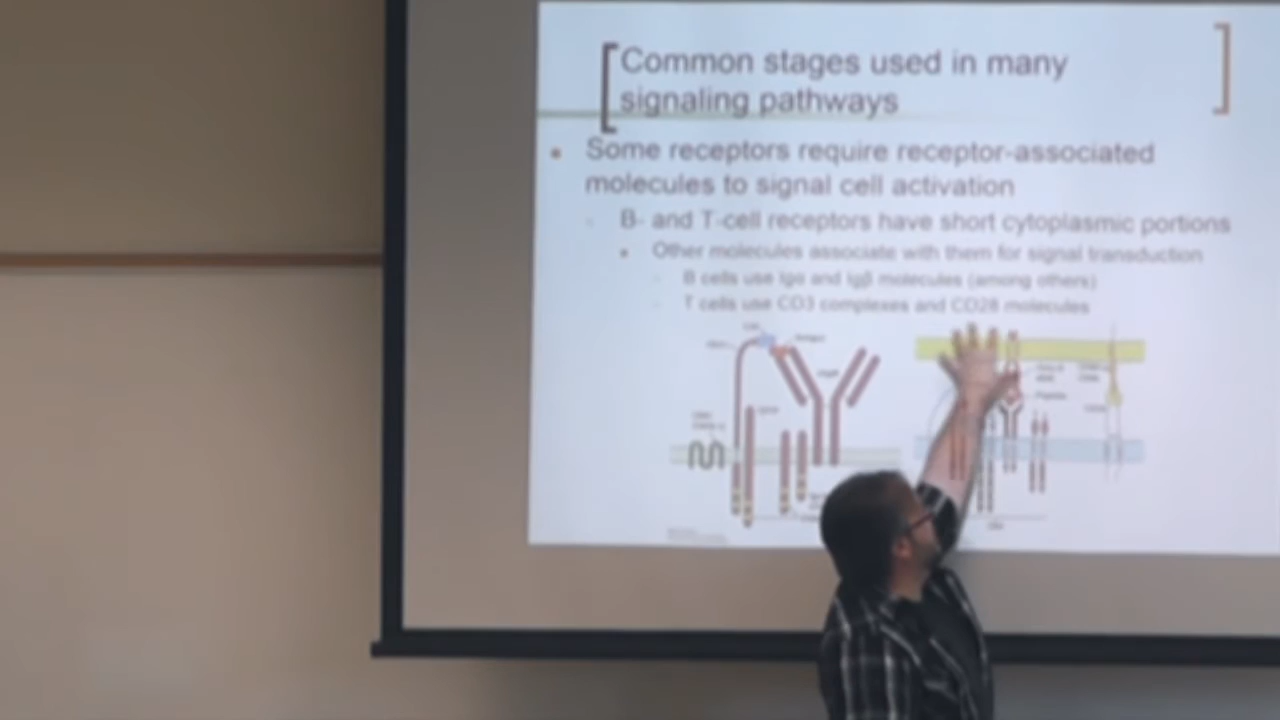 Common stages used in many
signaling pathways
Some receptors require receptor-associated
molecules to signal cell activation
B- and T-cell receptors have short cytoplasmic portions
Other molecules associate with them for signal transduction
B cells use Igα and Igβ molecules (among others)
T cells use CD3 complexes and CD28 molecules